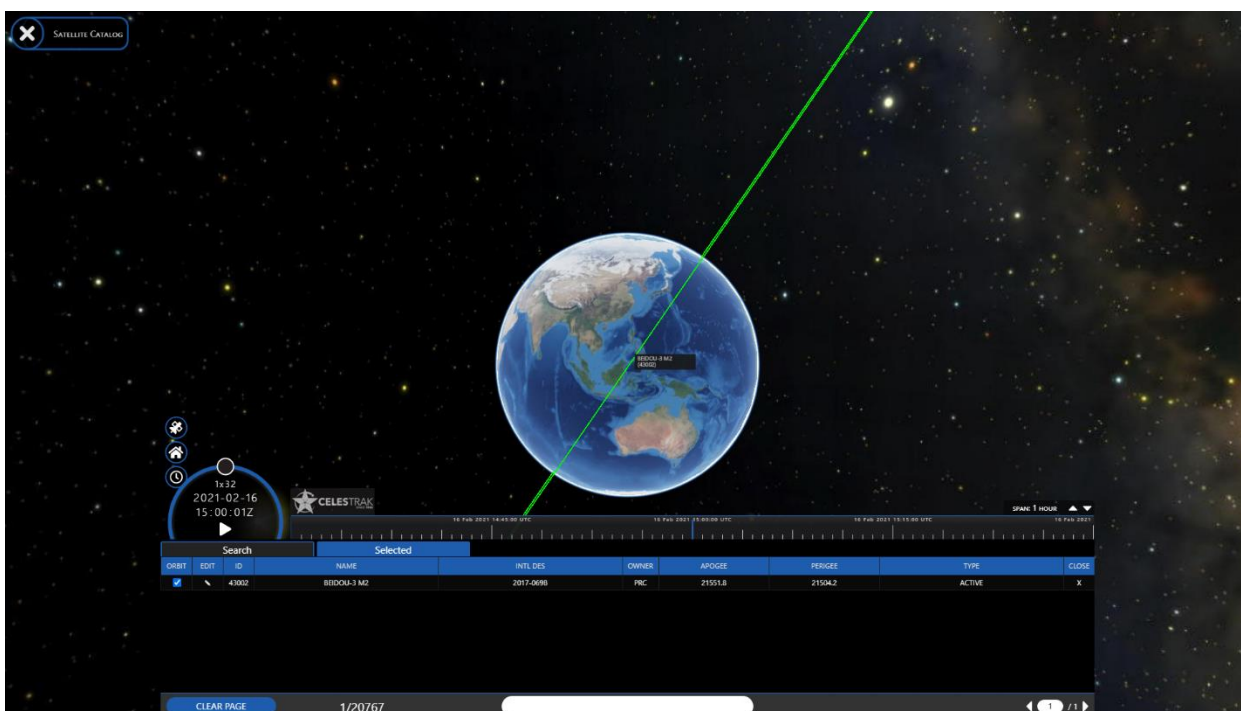 SATELLITE CATALOG
BEIDOU-3 M2
(43002)
1x32
2021-02-16
15:00:01Z
CELESTRAK
SPAN: 1 HOUR
16 Feb 2021 14:45:00 UTC
16 Feb 2021 15:00:00 UTC
16 Feb 2021 15:15:00 UTC
16 Feb 2021
Search
Selected
ORBIT EDIT ID NAME INTL DES OWNER APOGEE PERIGEE TYPE CLOSE
43002 BEIDOU-3 M2 2017-069B PRC 21551.8 21504.2 ACTIVE X
CLEAR PAGE
1/20767
1 /1